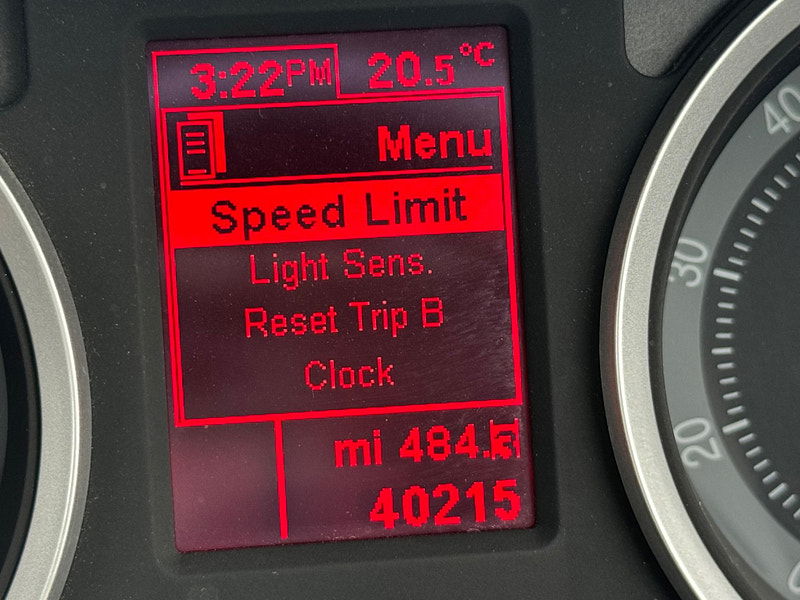 3:22PM 20.5°C
Menu
Speed Limit
Light Sens.
Reset Trip B
Clock
mi 484.
40215
40
30
20